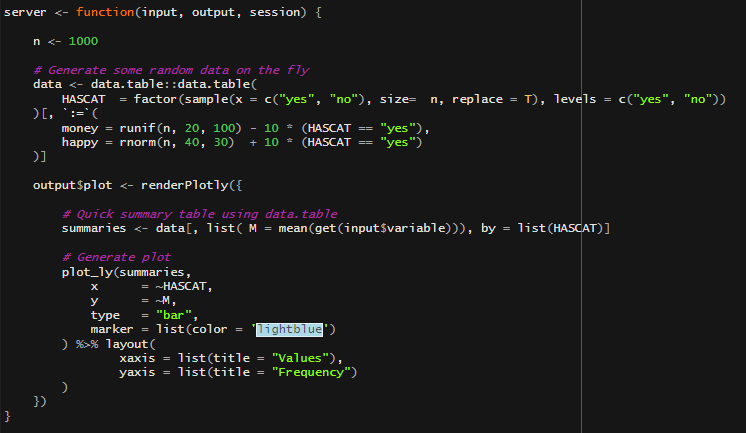 server <- function(input, output, session) {
n <- 1000
# Generate some random data on the fly
data <- data.table::data.table(
HASCAT  = factor(sample(x = c("yes", "no"), size=  n, replace = T), levels = c("yes", "no"))
)[, `:=`(
money = runif(n, 20, 100) - 10 * (HASCAT == "yes"),
happy = rnorm(n, 40, 30)  + 10 * (HASCAT == "yes")
)]
output$plot <- renderPlotly({
# Quick summary table using data.table
summaries <- data[, list( M = mean(get(input$variable))), by = list(HASCAT)]
# Generate plot
plot_ly(summaries,
x      = ~HASCAT,
y      = ~M,
type   = "bar",
marker = list(color = 'lightblue')
) %>% layout(
xaxis = list(title = "Values"),
yaxis = list(title = "Frequency")
)
})
}